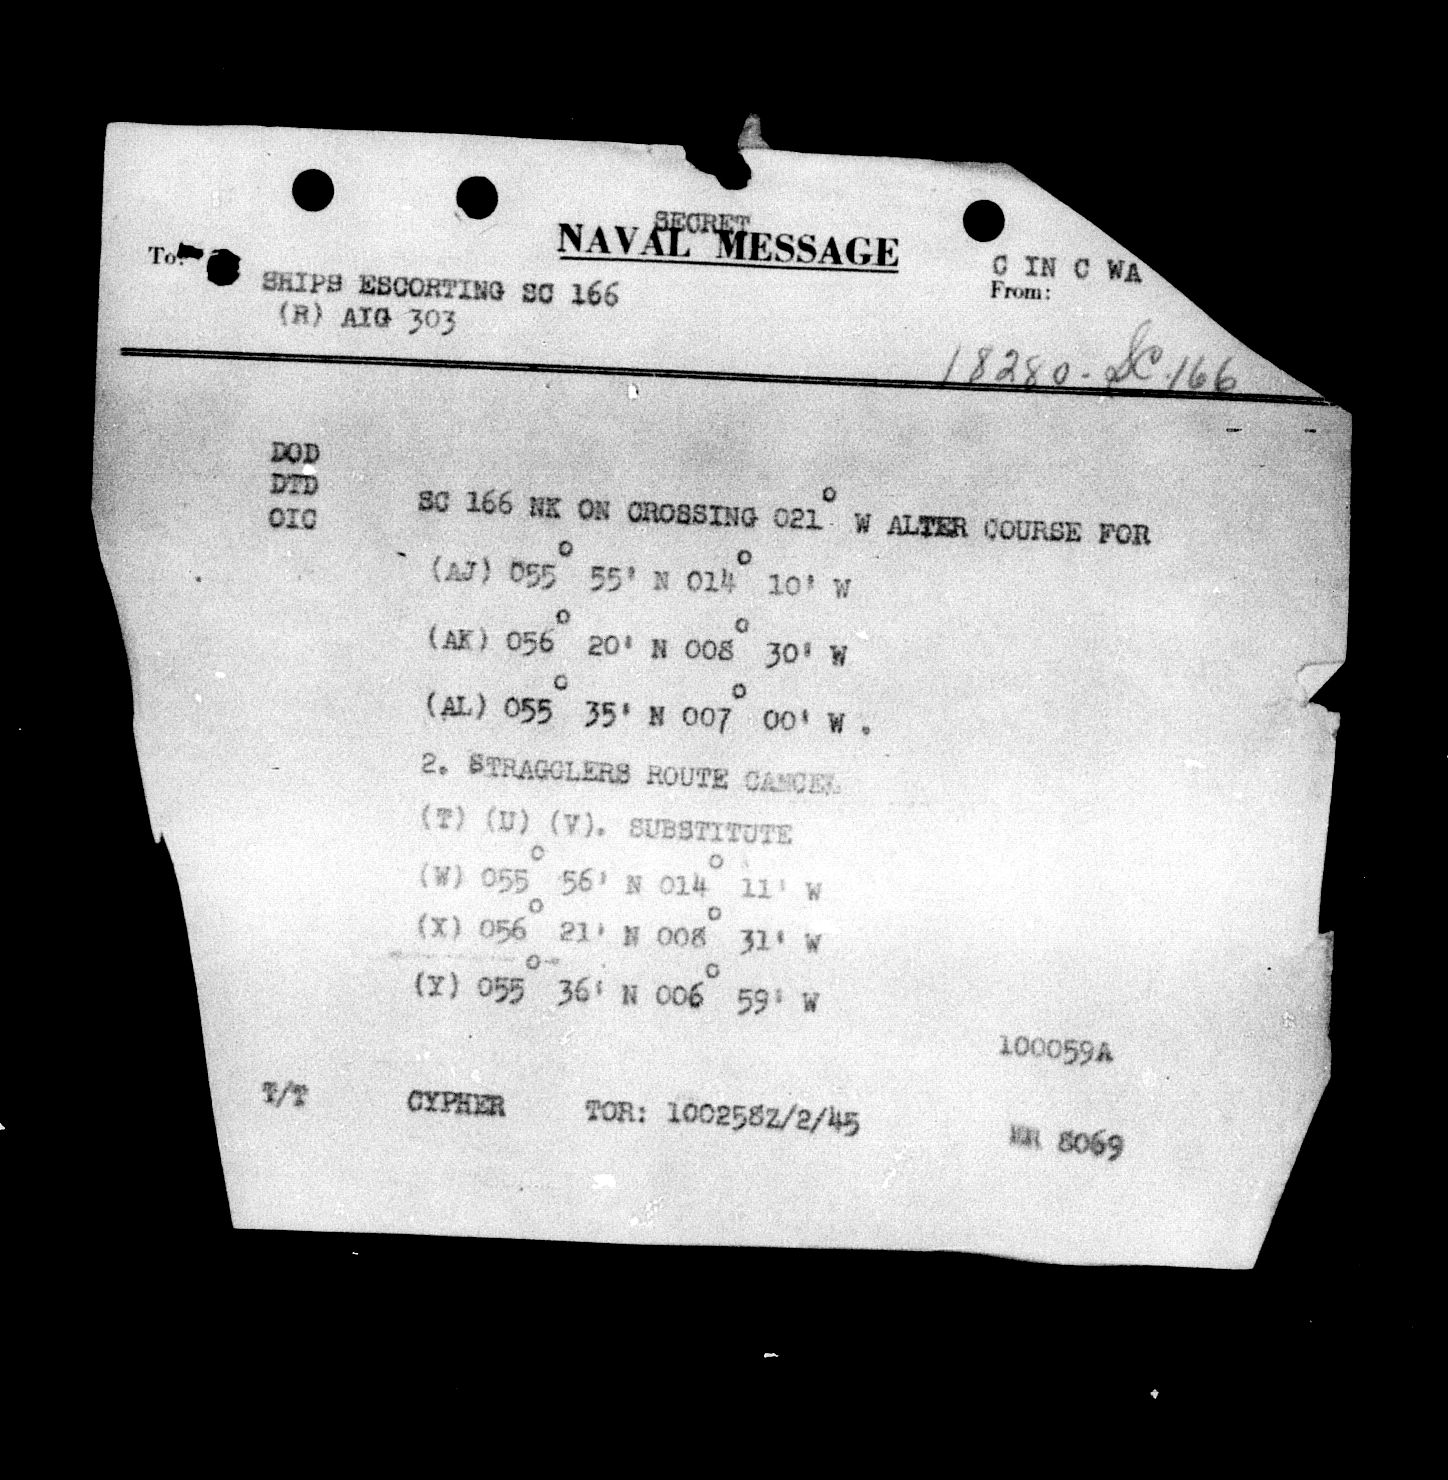 SECRET
NAVAL MESSAGE
To:
SHIPS ESCORTING SC 166
(R) AIG 303
C IN C WA
From:
18280-SC.166
DOD
DTD
OIC
SC 166 NK ON CROSSING 021° W ALTER COURSE FOR
(AJ) 055° 55' N 014° 10' W
(AK) 056° 20' N 008° 30' W
(AL) 055° 35' N 007° 00' W .
2. STRAGGLERS ROUTE CANCEL
(T) (U) (V). SUBSTITUTE
(W) 055° 56' N 014° 11' W
(X) 056° 21' N 008° 31' W
(Y) 055° 36' N 006° 59' W
100059A
T/T CYPHER TOR: 100258Z/2/45
8069